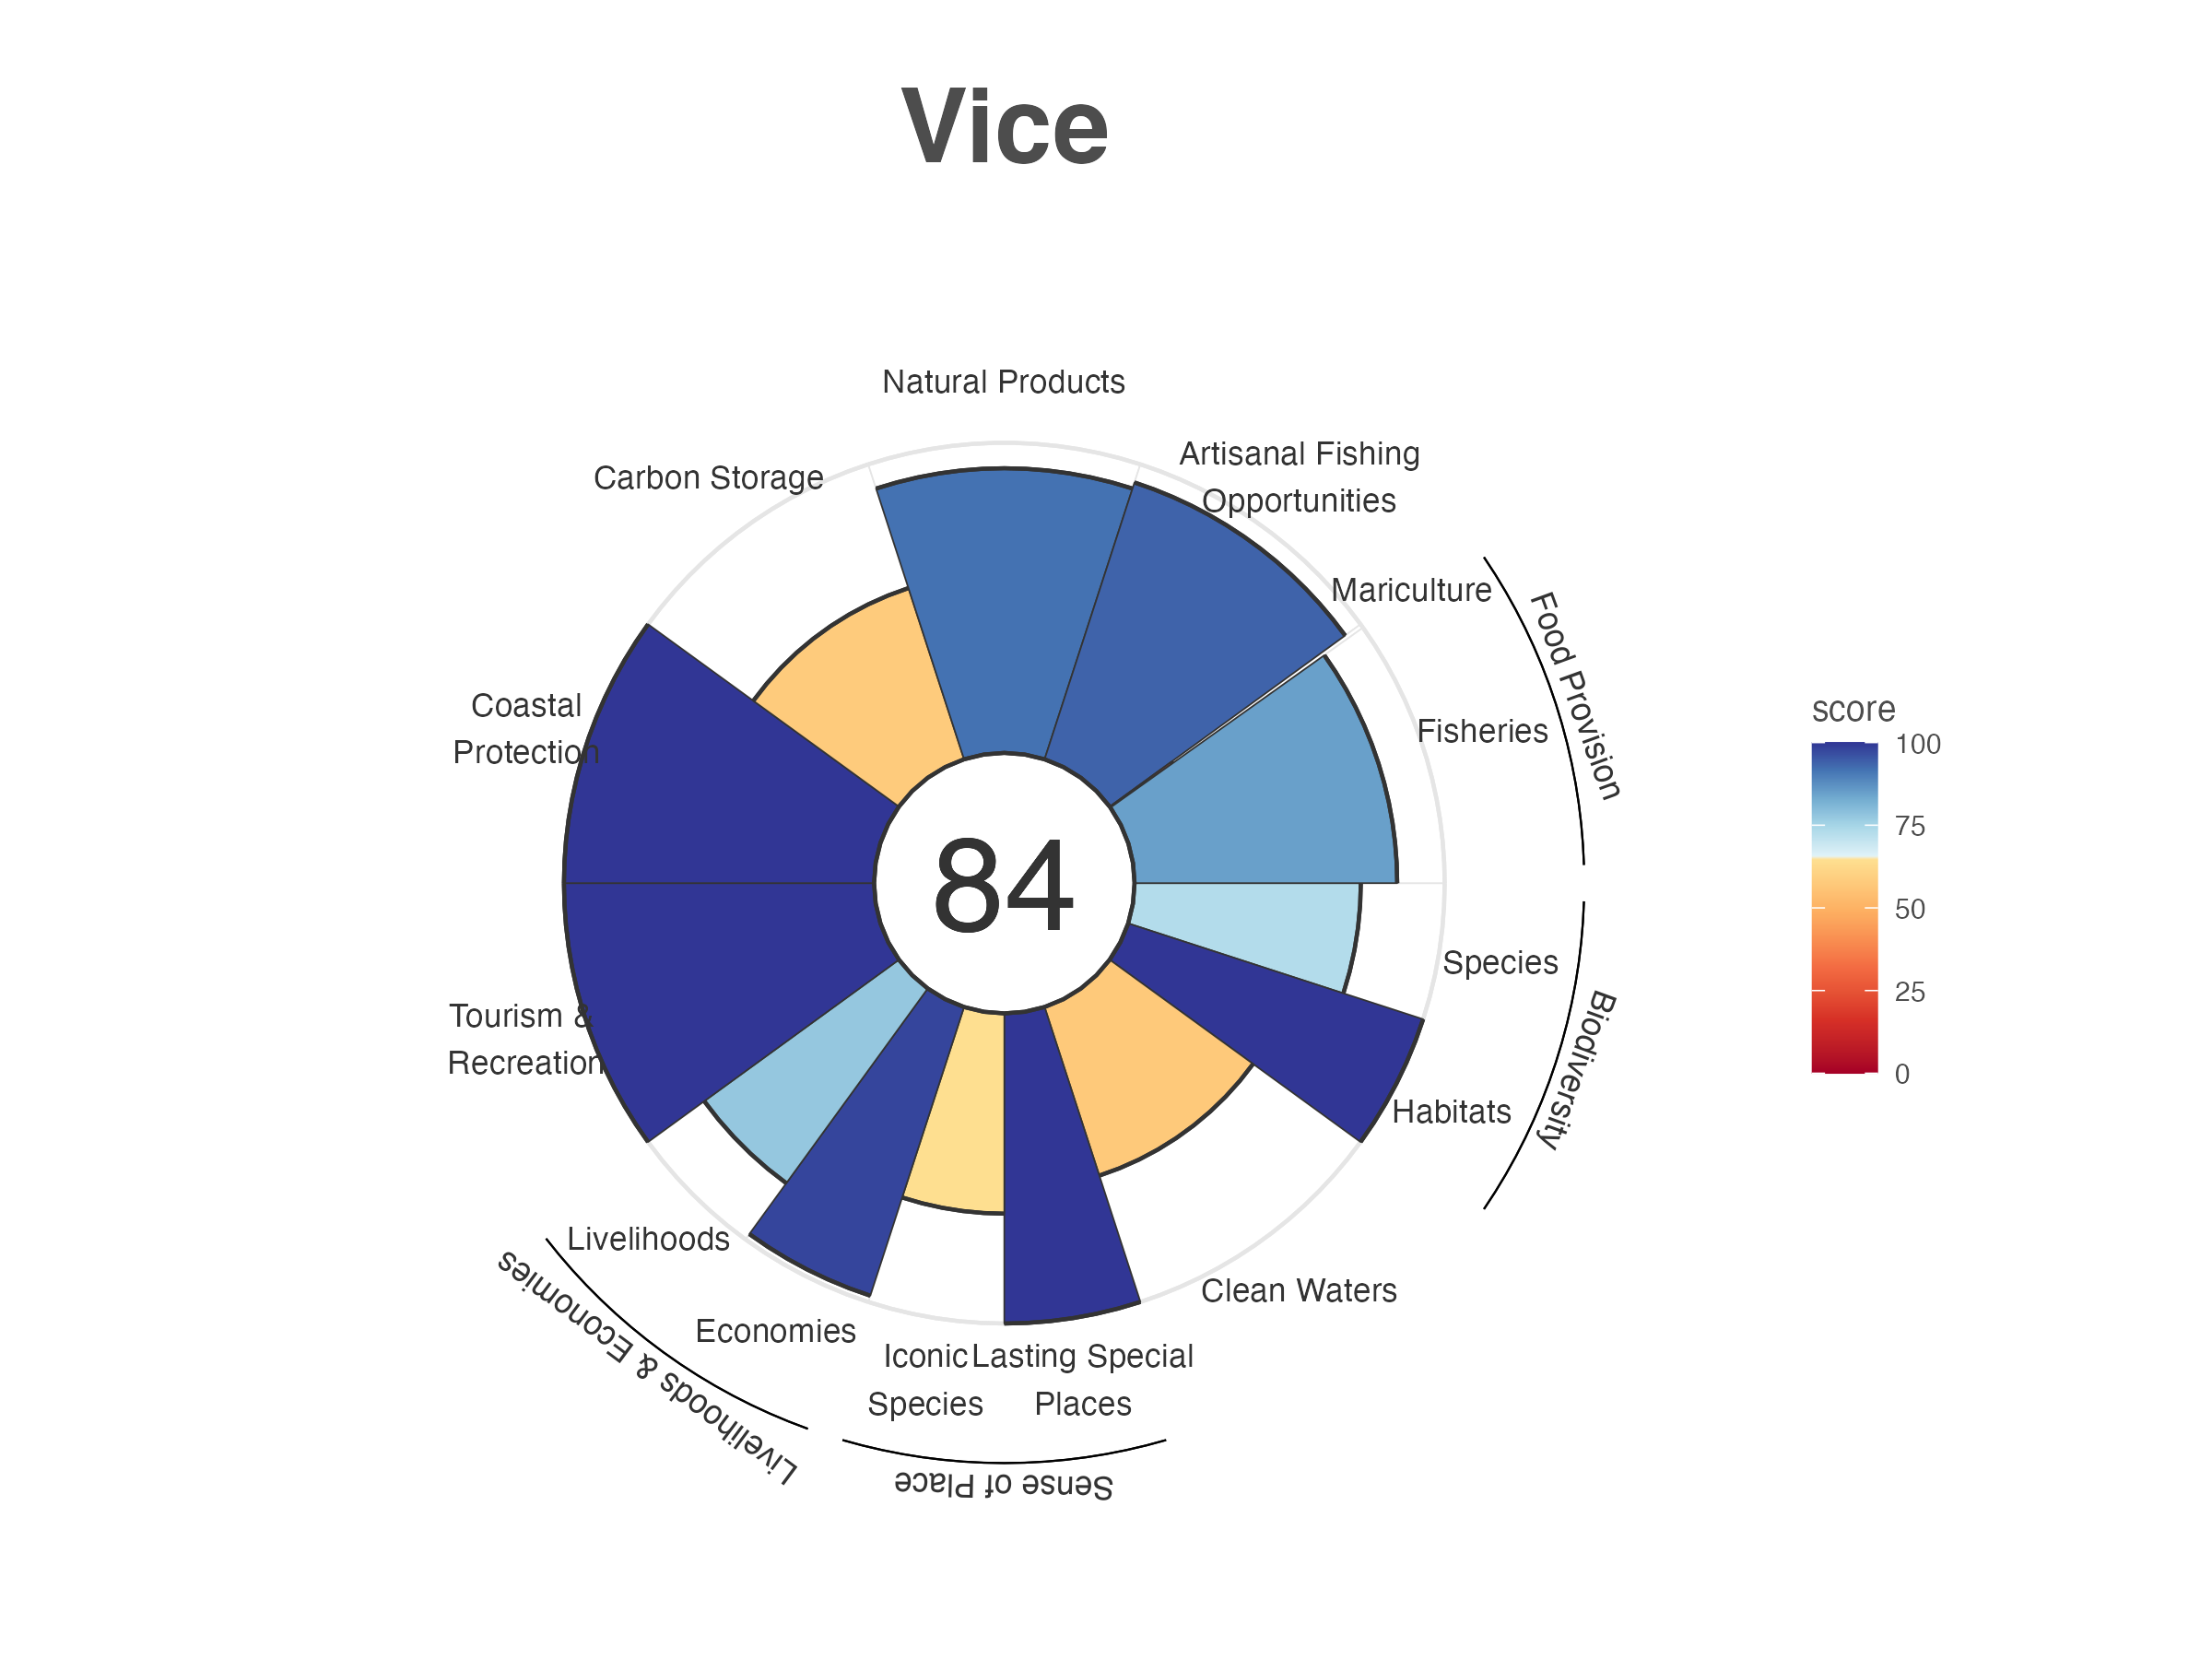 Vice
Natural Products
Artisanal Fishing
Opportunities
Carbon Storage
Mariculture
Food Provision
Fisheries
Coastal
Protection
84
Species
Biodiversity
Tourism &
Recreation
Habitats
Livelihoods
Clean Waters
Economies
Livelihoods & Economies
Iconic
Species
Lasting Special
Places
Sense of Place
score
100
75
50
25
0